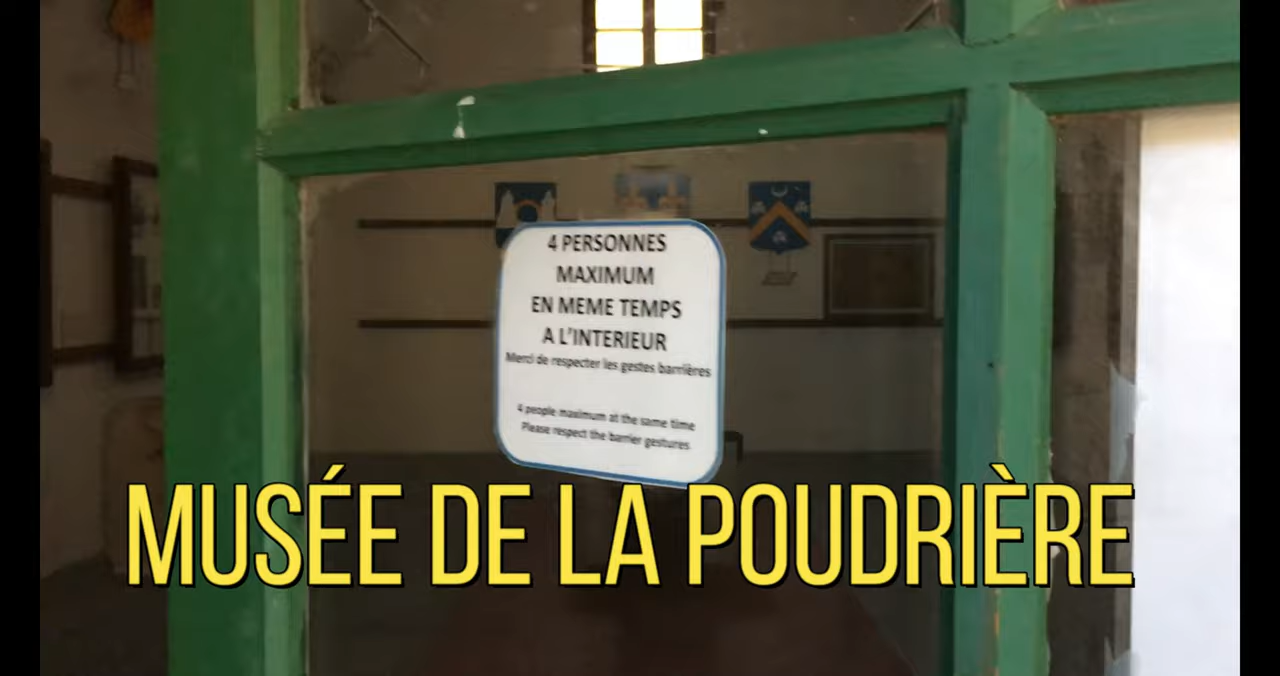 4 PERSONNES
MAXIMUM
EN MEME TEMPS
A L'INTERIEUR
Merci de respecter les gestes barrières
4 people maximum at the same time
Please respect the barrier gestures
MUSÉE DE LA POUDRIÈRE